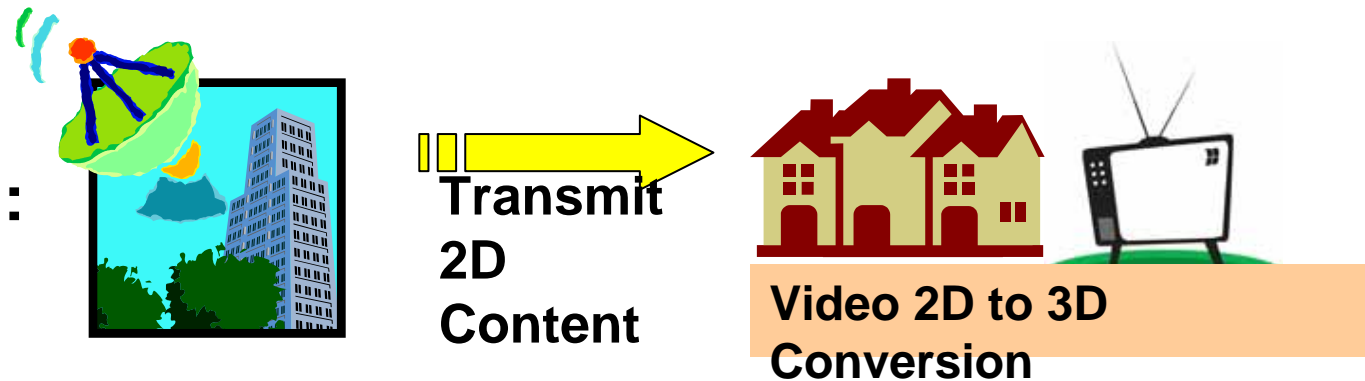 :
Transmit
2D
Content
Video 2D to 3D
Conversion